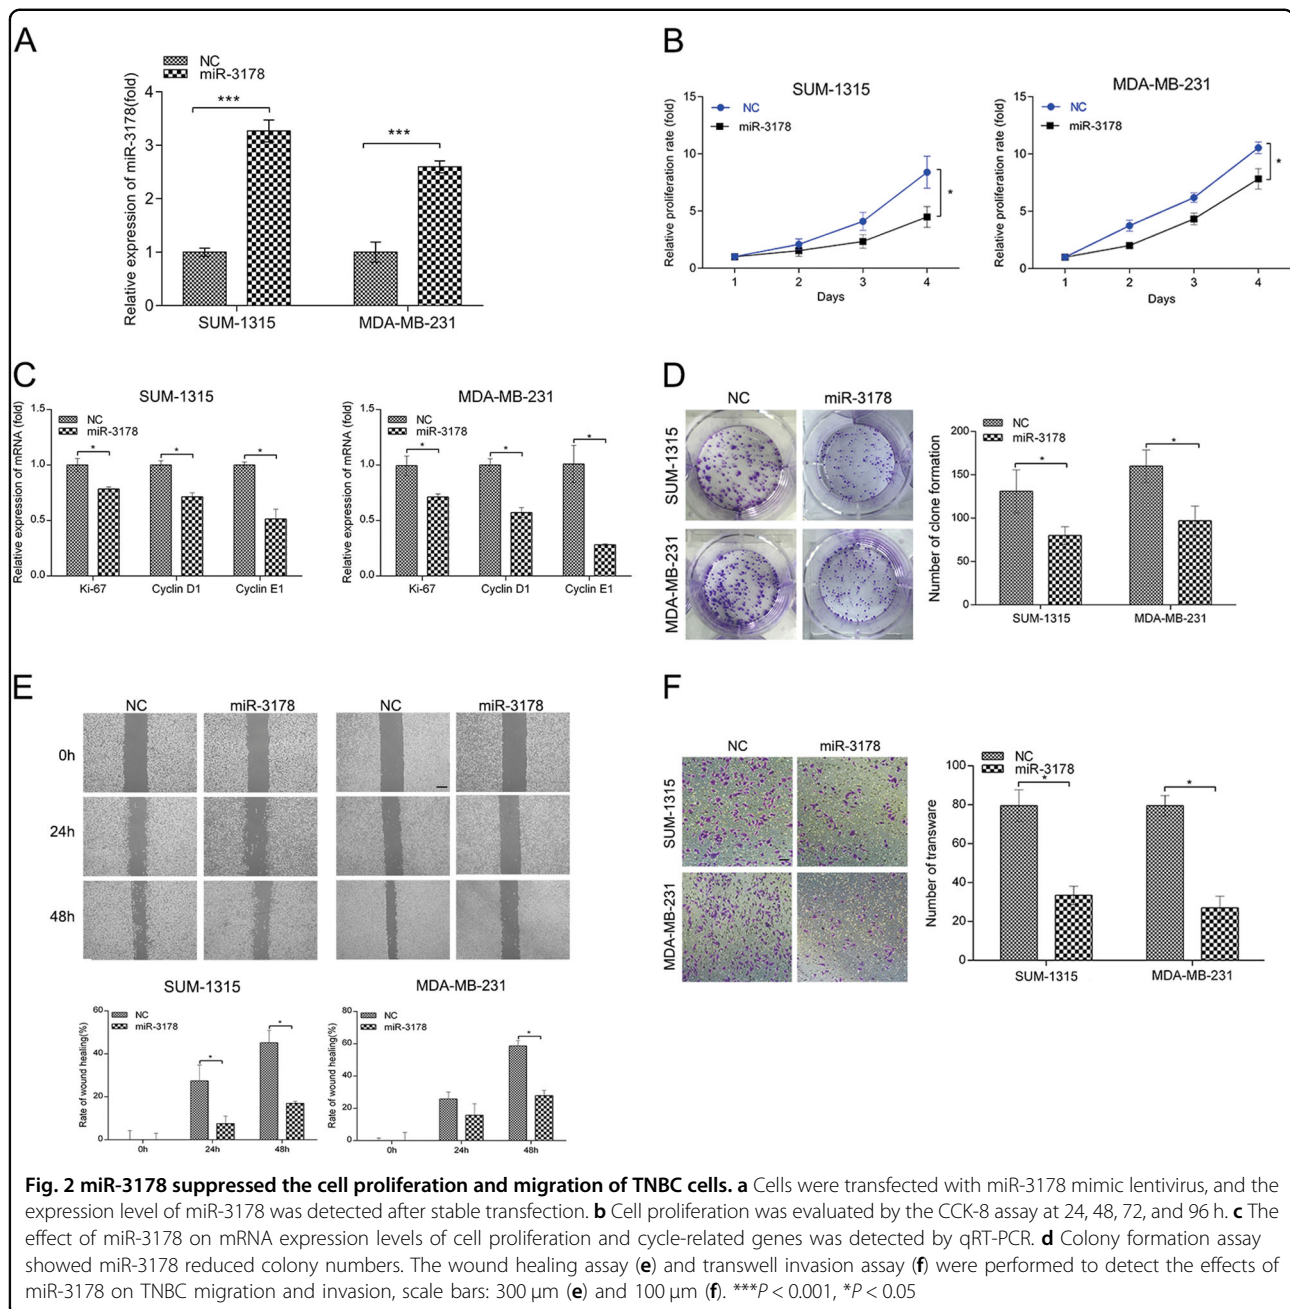 A
NC
miR-3178
Relative expression of miR-3178(fold)
4
3
2
1
0
***
***
SUM-1315
MDA-MB-231
B
SUM-1315
NC
miR-3178
Relative proliferation rate (fold)
15
10
5
0
*
1 2 3 4
Days
MDA-MB-231
NC
miR-3178
Relative proliferation rate (fold)
15
10
5
0
*
1 2 3 4
Days
C
SUM-1315
NC
miR-3178
Relative expression of mRNA (fold)
1.5
1.0
0.5
0.0
* * *
Ki-67 Cyclin D1 Cyclin E1
MDA-MB-231
NC
miR-3178
Relative expression of mRNA (fold)
1.5
1.0
0.5
0.0
* * *
Ki-67 Cyclin D1 Cyclin E1
D
NC miR-3178
SUM-1315
MDA-MB-231
NC
miR-3178
Number of clone formation
200
150
100
50
0
* *
SUM-1315 MDA-MB-231
E
NC miR-3178 NC miR-3178
0h
24h
48h
SUM-1315
NC
miR-3178
Rate of wound healing(%)
60
40
20
0
* *
0h 24h 48h
MDA-MB-231
NC
miR-3178
Rate of wound healing(%)
80
60
40
20
0
*
0h 24h 48h
F
NC miR-3178
SUM-1315
MDA-MB-231
NC
miR-3178
Number of transware
100
80
60
40
20
0
* *
SUM-1315 MDA-MB-231
Fig. 2 miR-3178 suppressed the cell proliferation and migration of TNBC cells. a Cells were transfected with miR-3178 mimic lentivirus, and the
expression level of miR-3178 was detected after stable transfection. b Cell proliferation was evaluated by the CCK-8 assay at 24, 48, 72, and 96 h. c The
effect of miR-3178 on mRNA expression levels of cell proliferation and cycle-related genes was detected by qRT-PCR. d Colony formation assay
showed miR-3178 reduced colony numbers. The wound healing assay (e) and transwell invasion assay (f) were performed to detect the effects of
miR-3178 on TNBC migration and invasion, scale bars: 300 µm (e) and 100 µm (f). ***P < 0.001, *P < 0.05